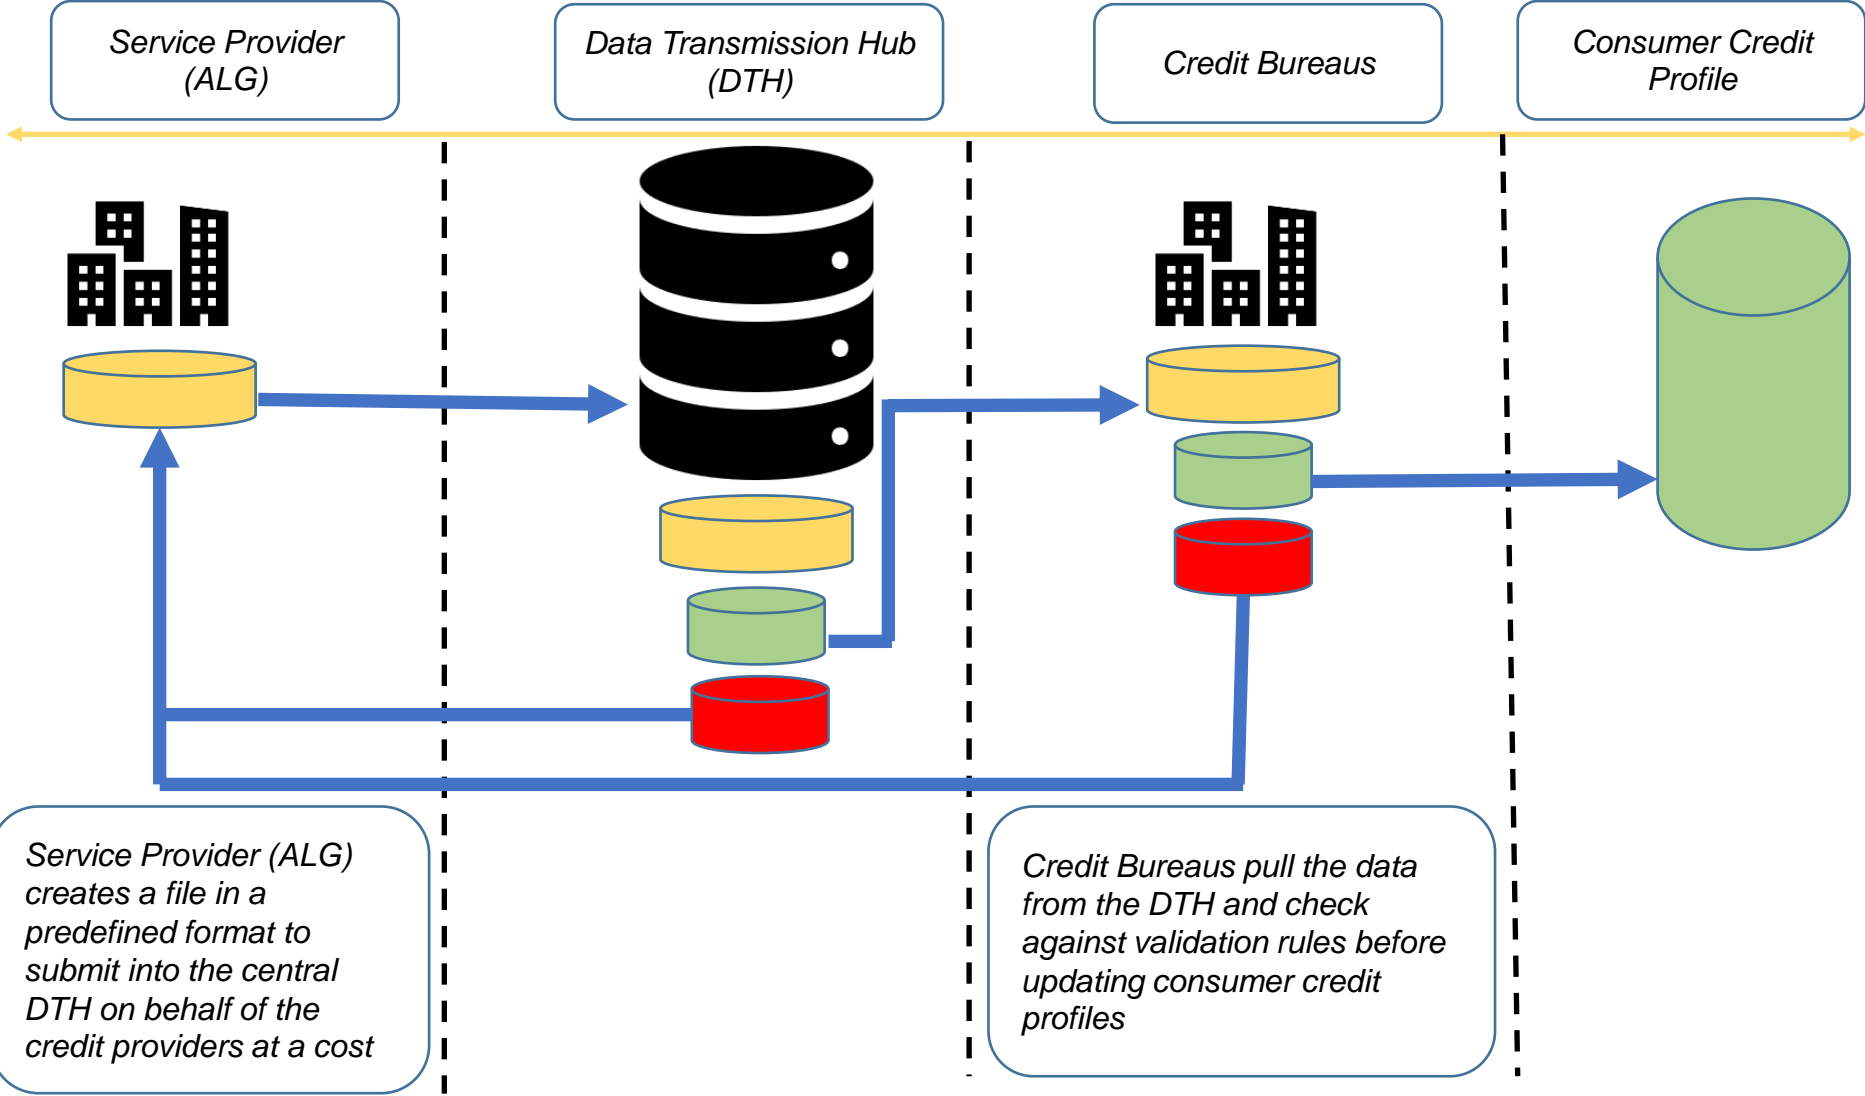 Service Provider
(ALG)
Data Transmission Hub
(DTH)
Credit Bureaus
Consumer Credit
Profile
Service Provider (ALG)
creates a file in a
predefined format to
submit into the central
DTH on behalf of the
credit providers at a cost
Credit Bureaus pull the data
from the DTH and check
against validation rules before
updating consumer credit
profiles